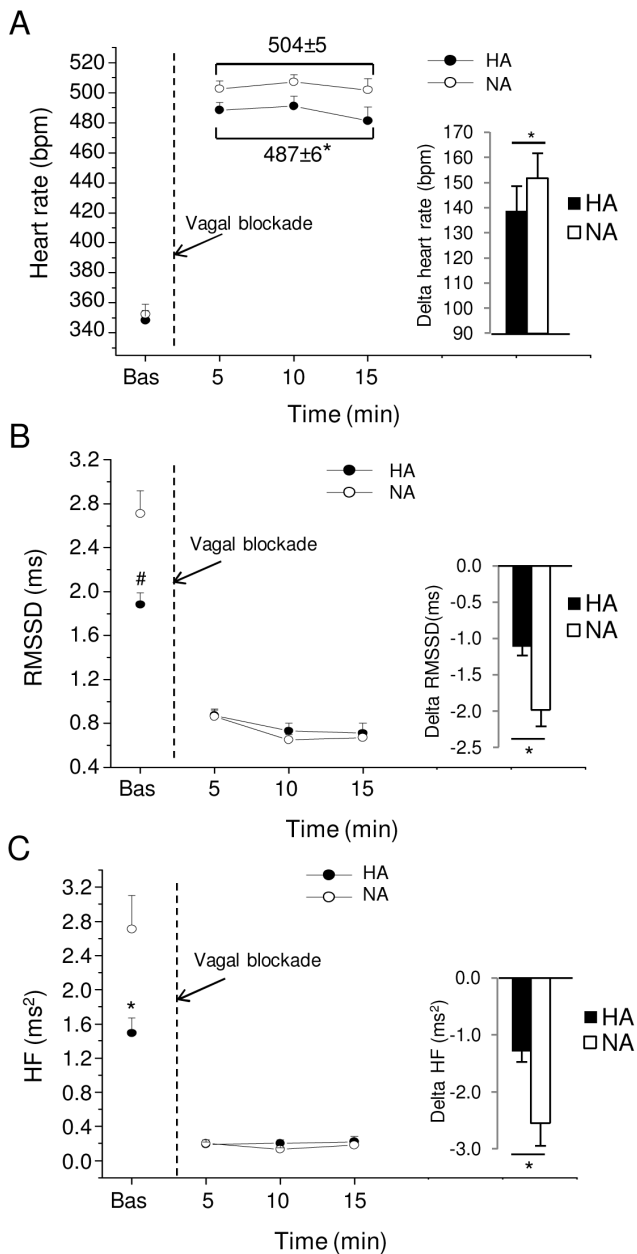 A
504±5
HA
NA
520
500
480
460
440
420
400
380
360
340
Heart rate (bpm)
487±6*
Vagal blockade
170
160
150
140
130
120
110
100
90
Delta heart rate (bpm)
*
HA
NA
Bas 5 10 15
Time (min)
B
HA
NA
3.2
2.8
2.4
2.0
1.6
1.2
0.8
0.4
RMSSD (ms)
#
Vagal blockade
0.0
-0.5
-1.0
-1.5
-2.0
-2.5
Delta RMSSD(ms)
*
HA
NA
Bas 5 10 15
Time (min)
C
HA
NA
3.2
2.8
2.4
2.0
1.6
1.2
0.8
0.4
0.0
HF (ms²)
*
Vagal blockade
0.0
-1.0
-2.0
-3.0
Delta HF (ms²)
*
HA
NA
Bas 5 10 15
Time (min)